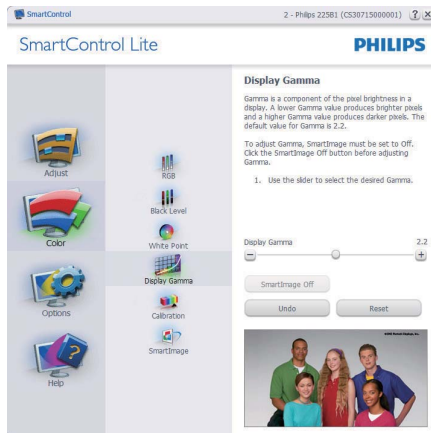 SmartControl
2 - Philips 225B1 (CS30715000001)
?
SmartControl Lite
PHILIPS
Adjust
Color
Options
Help
RGB
Black Level
White Point
Display Gamma
Calibration
SmartImage
Display Gamma
Gamma is a component of the pixel brightness in a
display. A lower Gamma value produces brighter pixels
and a higher Gamma value produces darker pixels. The
default value for Gamma is 2.2.
To adjust Gamma, SmartImage must be set to Off.
Click the SmartImage Off button before adjusting
Gamma.
1. Use the slider to select the desired Gamma.
Display Gamma 2.2
SmartImage Off
Undo Reset